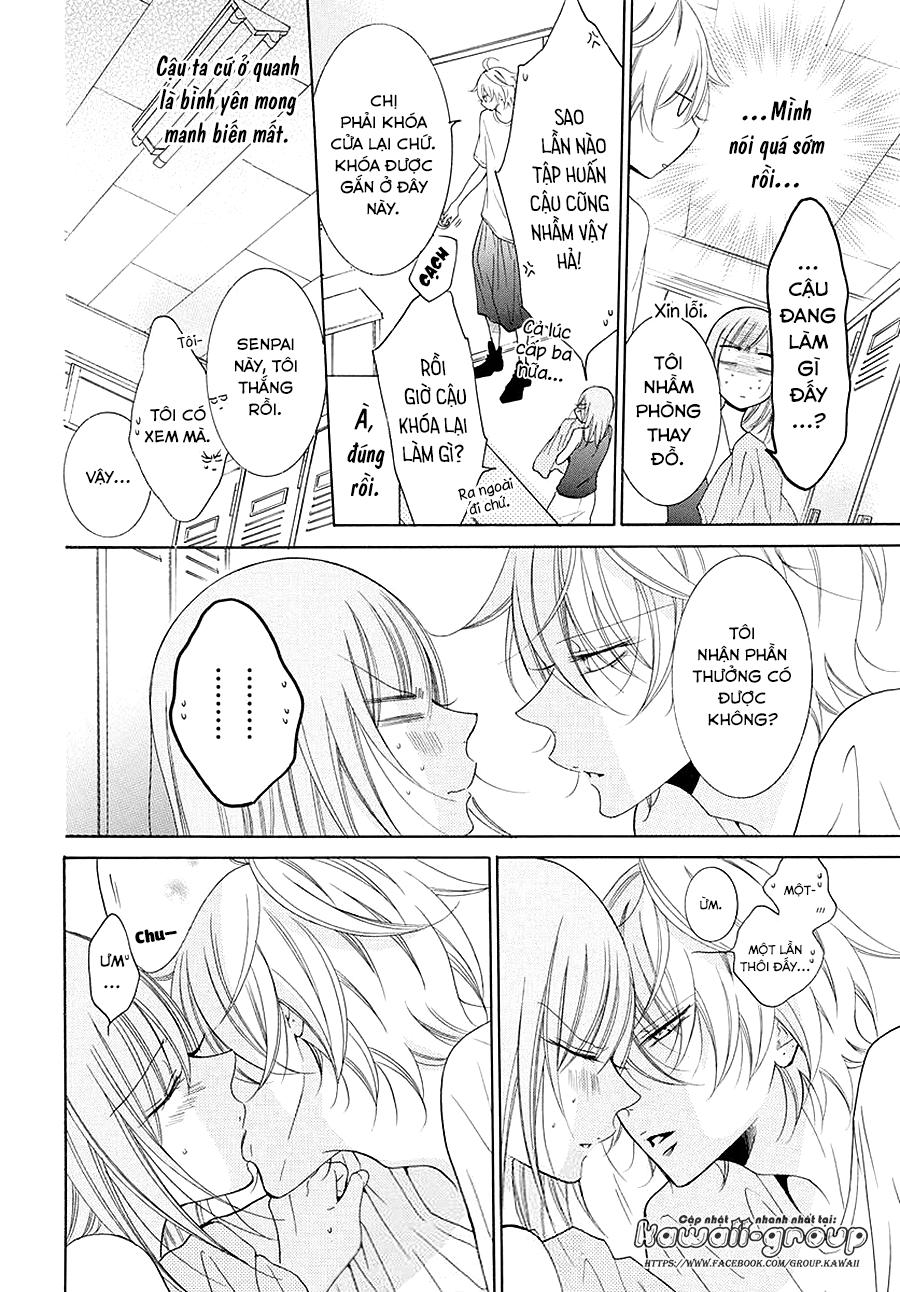 ...Mình
nói quá sớm
rồi...
...
CẬU
ĐANG
LÀM
GÌ ĐẤY
...?
Xin lỗi.
TÔI
NHẦM
PHÒNG
THAY
ĐỒ.
SAO
LẦN NÀO
TẬP HUẤN
CẬU CŨNG
NHẦM VẬY
HẢ!
Cả lúc
cấp ba
nữa...
CHỊ
PHẢI KHÓA
CỬA LẠI CHỨ.
KHÓA ĐƯỢC
GẮN Ở ĐÂY
NÀY.
CẠCH
RỒI
GIỜ CẬU
KHÓA LẠI
LÀM GÌ?
Ra ngoài
đi chứ.
À,
đúng
rồi.
Cậu ta cứ ở quanh
là bình yên mong
manh biến mất.
SENPAI
NÀY, TÔI
THẮNG
RỒI.
Tôi-
TÔI CÓ
XEM MÀ.
VẬY...
TÔI
NHẬN PHẦN
THƯỞNG CÓ
ĐƯỢC
KHÔNG?
............
MỘT-
MỘT LẦN
THÔI ĐẤY...
ỪM.
Chu—
ƯM
...
Cập nhật nhanh nhất tại:
kawaii-group
HTTPS://WWW.FACEBOOK.COM/GROUP.KAWAII